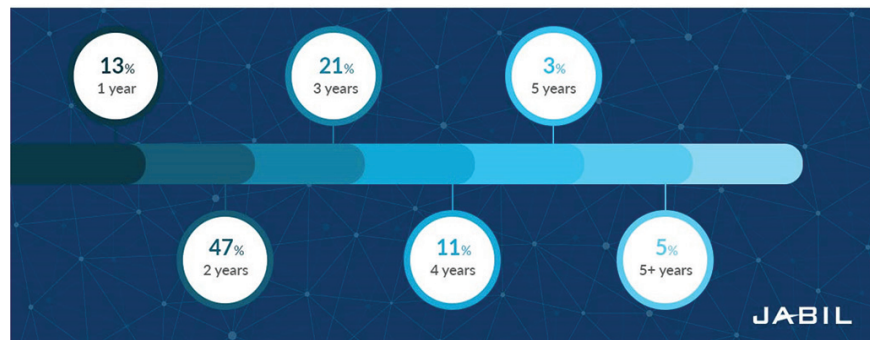 13%
1 year
21%
3 years
3%
5 years
47%
2 years
11%
4 years
5%
5+ years
JABIL